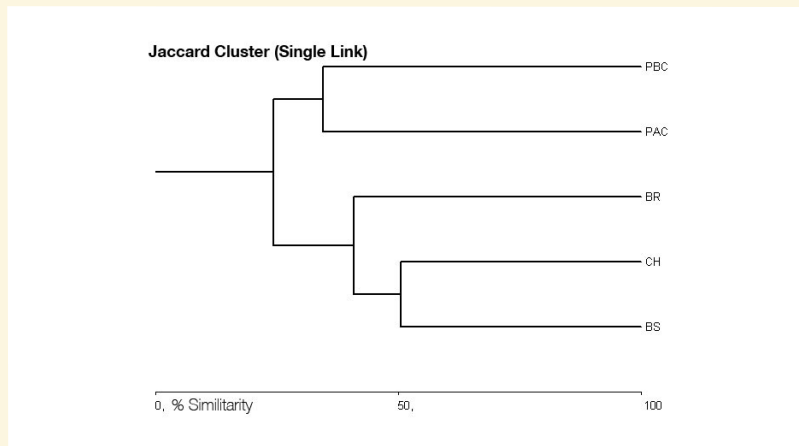 Jaccard Cluster (Single Link)
PBC
PAC
BR
CH
BS
0, % Similitarity 50, 100